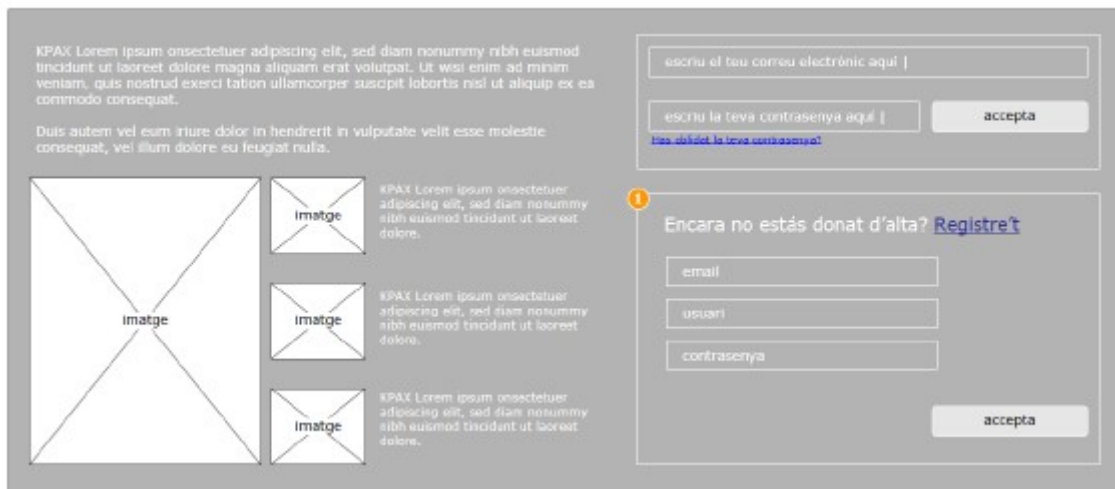 KPAX Lorem ipsum onsectetuer adipiscing elit, sed diam nonummy nibh euismod
tincidunt ut laoreet dolore magna aliquam erat volutpat. Ut wisi enim ad minim
veniam, quis nostrud exerci tation ullamcorper suscipit lobortis nisl ut aliquip ex ea
commodo consequat.
Duis autem vel eum iriure dolor in hendrerit in vulputate velit esse molestie
consequat, vel illum dolore eu feugiat nulla.
imatge
imatge
KPAX Lorem ipsum onsectetuer
adipiscing elit, sed diam nonummy
nibh euismod tincidunt ut laoreet
dolore.
imatge
KPAX Lorem ipsum onsectetuer
adipiscing elit, sed diam nonummy
nibh euismod tincidunt ut laoreet
dolore.
imatge
KPAX Lorem ipsum onsectetuer
adipiscing elit, sed diam nonummy
nibh euismod tincidunt ut laoreet
dolore.
escriu el teu correu electrónic aquí |
escriu la teva contrasenya aquí |
accepta
Has oblidat la teva contrasenya?
1
Encara no estás donat d'alta? Registre't
email
usuari
contrasenya
accepta